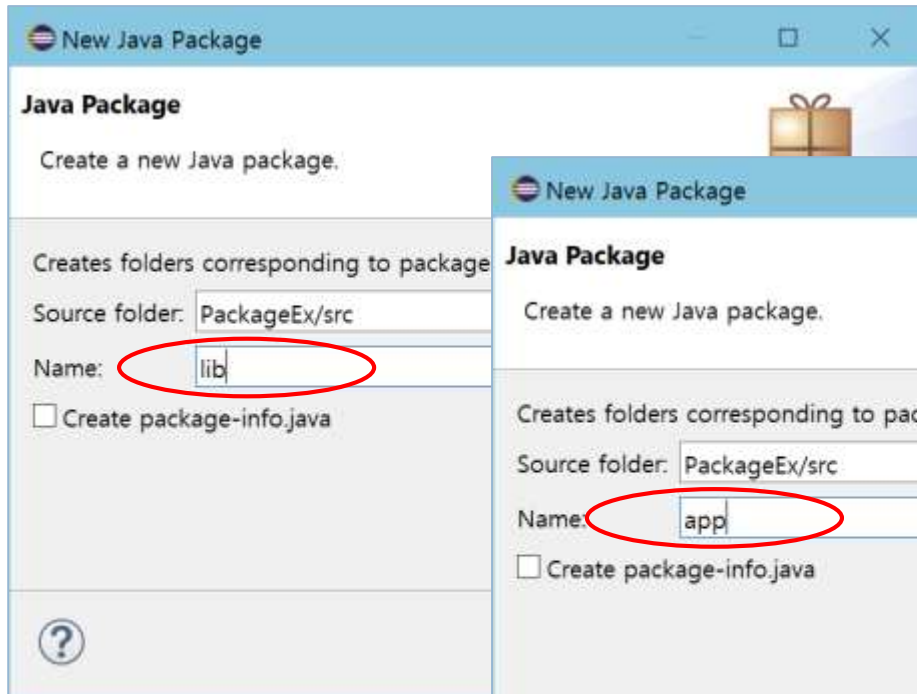 New Java Package
Java Package
Create a new Java package.
Creates folders corresponding to package
Source folder: PackageEx/src
Name: lib
Create package-info.java
New Java Package
Java Package
Create a new Java package.
Creates folders corresponding to pac
Source folder: PackageEx/src
Name: app
Create package-info.java
?